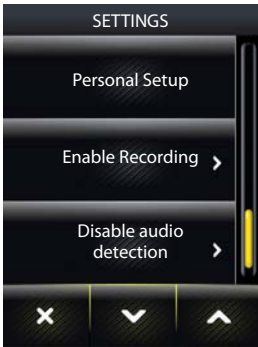 SETTINGS
Personal Setup
Enable Recording
Disable audio
detection